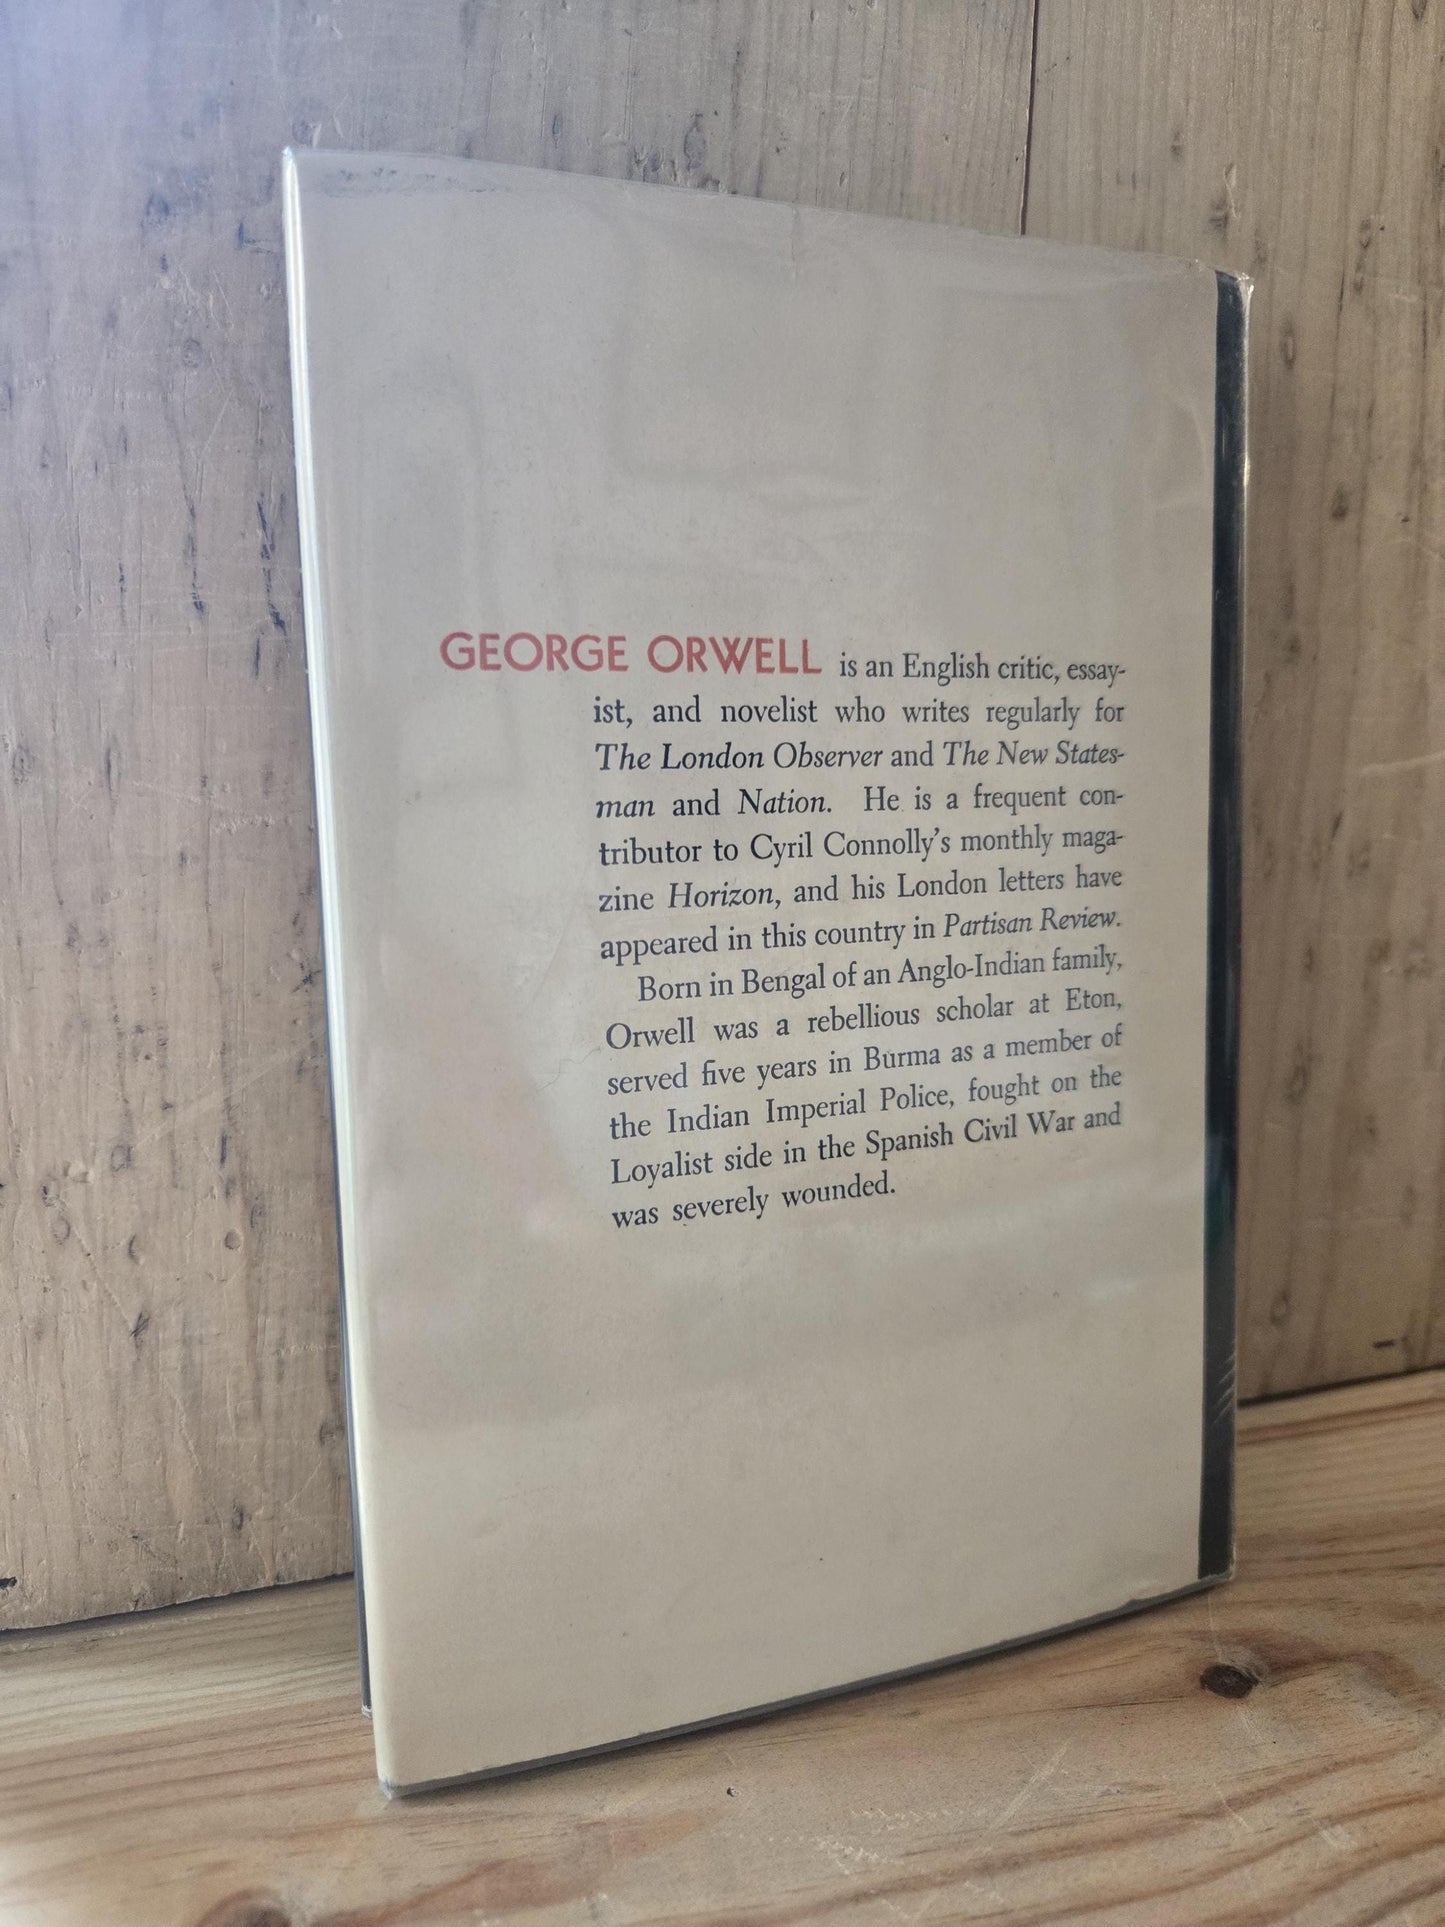 GEORGE ORWELL is an English critic, essay-
ist, and novelist who writes regularly for
The London Observer and The New States-
man and Nation. He is a frequent con-
tributor to Cyril Connolly's monthly maga-
zine Horizon, and his London letters have
appeared in this country in Partisan Review.
Born in Bengal of an Anglo-Indian family,
Orwell was a rebellious scholar at Eton,
served five years in Burma as a member of
the Indian Imperial Police, fought on the
Loyalist side in the Spanish Civil War and
was severely wounded.